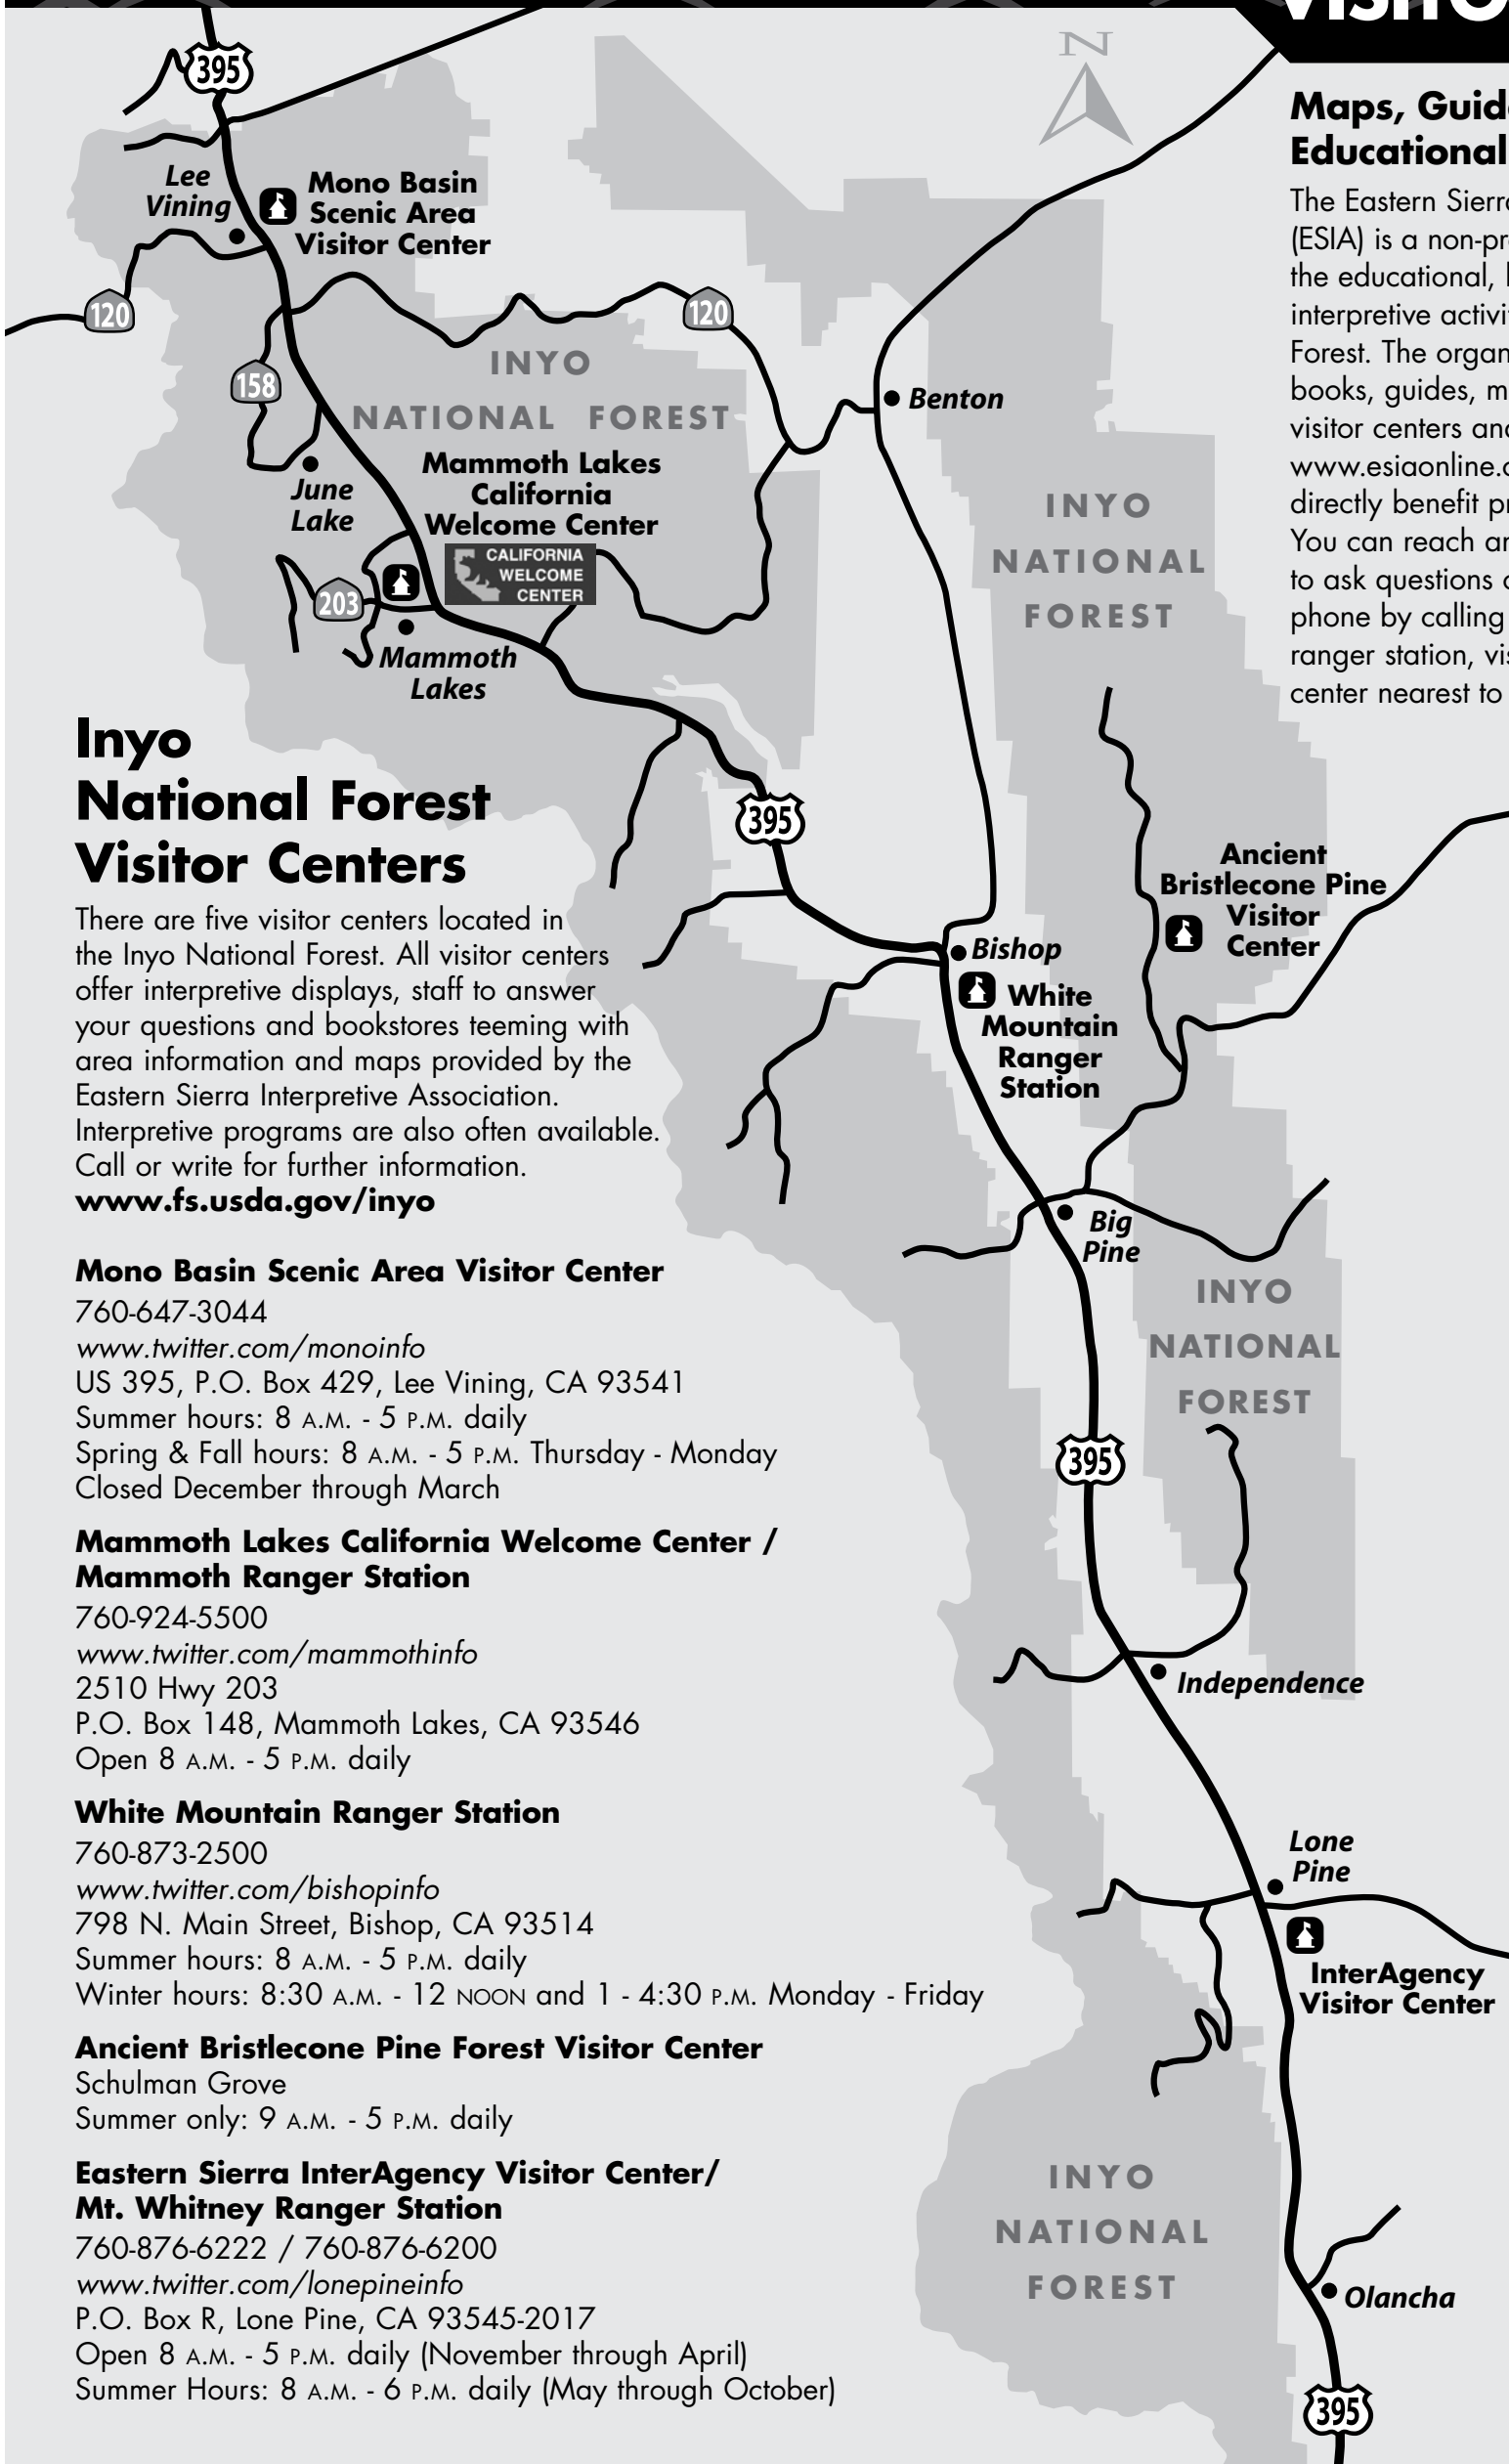 VISITO
N
395
Lee
Vining
Mono Basin
Scenic Area
Visitor Center
120
120
158
INYO
NATIONAL FOREST
Benton
June
Lake
Mammoth Lakes
California
Welcome Center
CALIFORNIA
WELCOME
CENTER
203
Mammoth
Lakes
INYO
NATIONAL
FOREST
395
Ancient
Bristlecone Pine
Visitor
Center
Bishop
White
Mountain
Ranger
Station
Big
Pine
INYO
NATIONAL
FOREST
395
Independence
Lone
Pine
InterAgency
Visitor Center
INYO
NATIONAL
FOREST
Olancha
395
Inyo
National Forest
Visitor Centers
There are five visitor centers located in
the Inyo National Forest. All visitor centers
offer interpretive displays, staff to answer
your questions and bookstores teeming with
area information and maps provided by the
Eastern Sierra Interpretive Association.
Interpretive programs are also often available.
Call or write for further information.
www.fs.usda.gov/inyo
Mono Basin Scenic Area Visitor Center
760-647-3044
www.twitter.com/monoinfo
US 395, P.O. Box 429, Lee Vining, CA 93541
Summer hours: 8 A.M. - 5 P.M. daily
Spring & Fall hours: 8 A.M. - 5 P.M. Thursday - Monday
Closed December through March
Mammoth Lakes California Welcome Center /
Mammoth Ranger Station
760-924-5500
www.twitter.com/mammothinfo
2510 Hwy 203
P.O. Box 148, Mammoth Lakes, CA 93546
Open 8 A.M. - 5 P.M. daily
White Mountain Ranger Station
760-873-2500
www.twitter.com/bishopinfo
798 N. Main Street, Bishop, CA 93514
Summer hours: 8 A.M. - 5 P.M. daily
Winter hours: 8:30 A.M. - 12 NOON and 1 - 4:30 P.M. Monday - Friday
Ancient Bristlecone Pine Forest Visitor Center
Schulman Grove
Summer only: 9 A.M. - 5 P.M. daily
Eastern Sierra InterAgency Visitor Center/
Mt. Whitney Ranger Station
760-876-6222 / 760-876-6200
www.twitter.com/lonepineinfo
P.O. Box R, Lone Pine, CA 93545-2017
Open 8 A.M. - 5 P.M. daily (November through April)
Summer Hours: 8 A.M. - 6 P.M. daily (May through October)
Maps, Guid
Educational
The Eastern Sierr
(ESIA) is a non-pr
the educational,
interpretive activi
Forest. The organ
books, guides, m
visitor centers an
www.esiaonline.
directly benefit pr
You can reach a
to ask questions
phone by calling
ranger station, vis
center nearest to